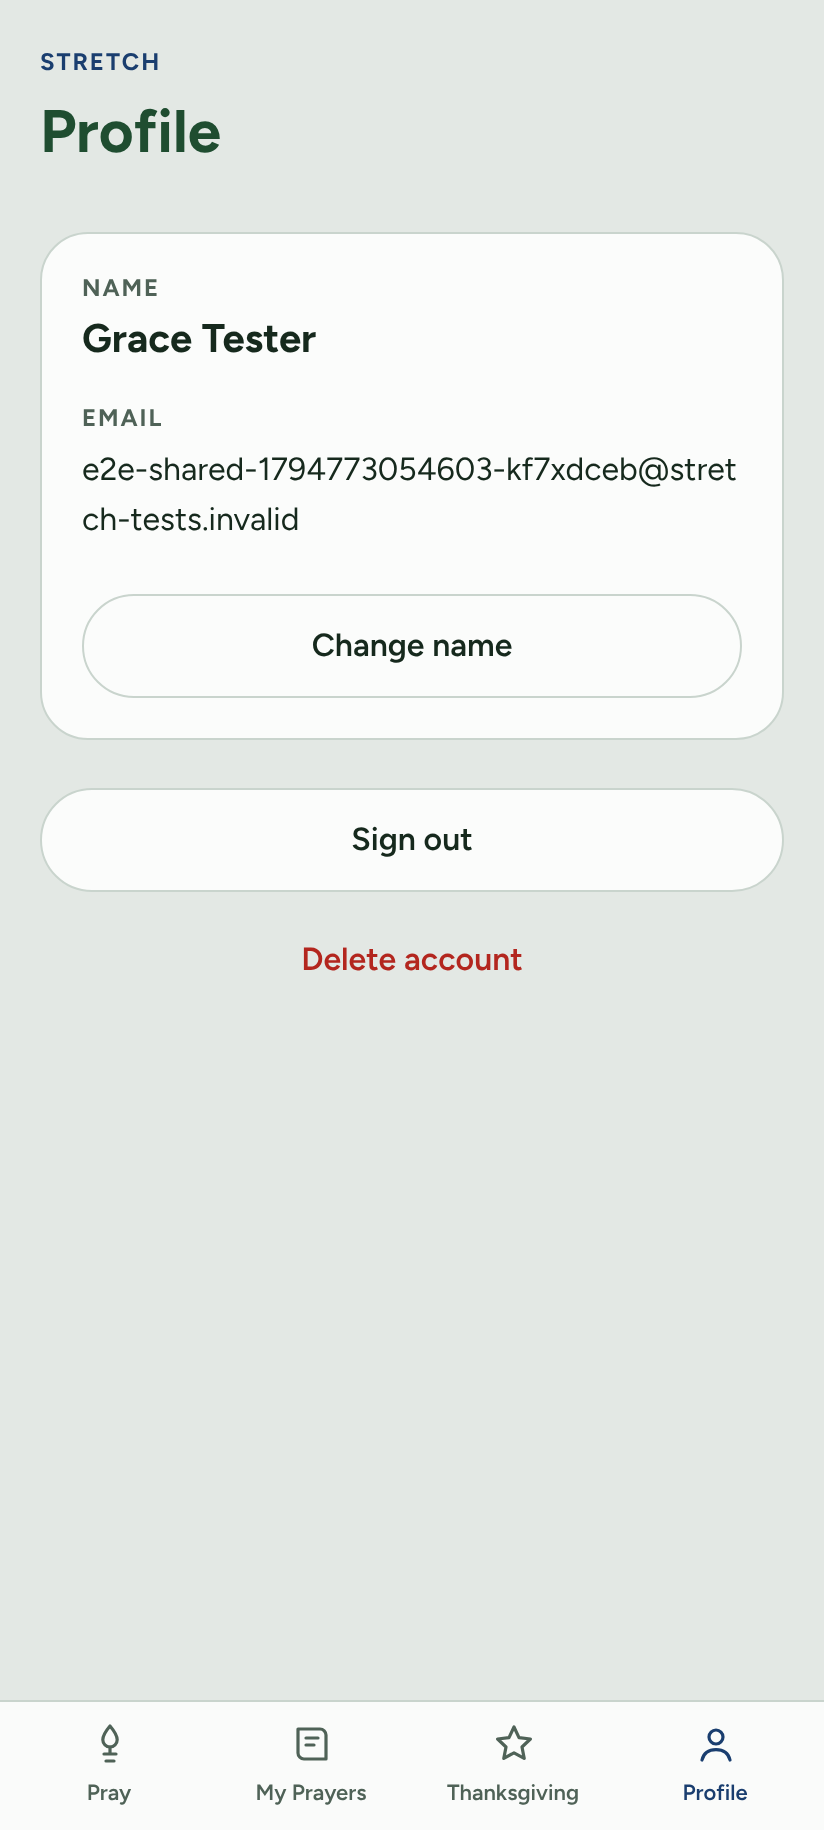 STRETCH
Profile
NAME
Grace Tester
EMAIL
e2e-shared-1794773054603-kf7xdceb@stret
ch-tests.invalid
Change name
Sign out
Delete account
Pray
My Prayers
Thanksgiving
Profile